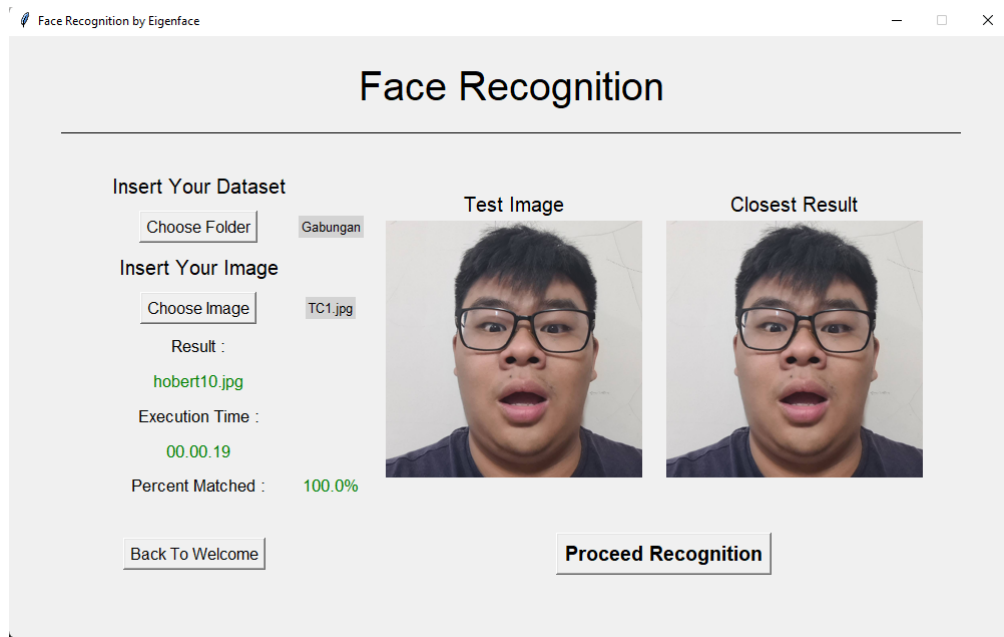 Face Recognition by Eigenface
Face Recognition
Insert Your Dataset
Choose Folder
Gabungan
Insert Your Image
Choose Image
TC1.jpg
Result :
hobert10.jpg
Execution Time :
00.00.19
Percent Matched :
100.0%
Back To Welcome
Test Image
Closest Result
Proceed Recognition